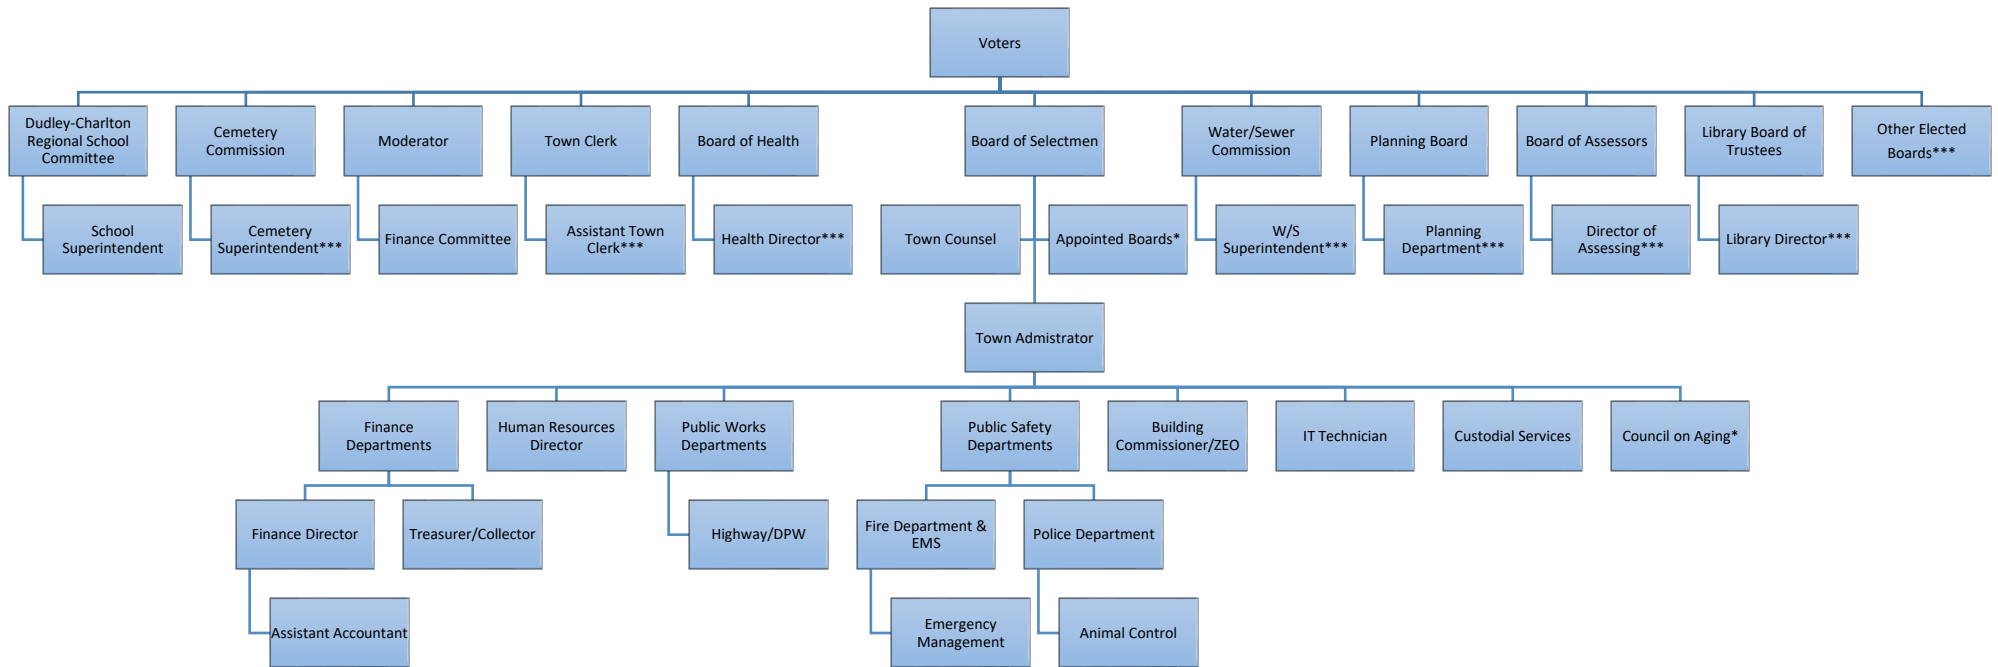 Voters
Dudley-Charlton
Regional School
Committee
Cemetery
Commission
Moderator
Town Clerk
Board of Health
Board of Selectmen
Water/Sewer
Commission
Planning Board
Board of Assessors
Library Board of
Trustees
Other Elected
Boards***
School
Superintendent
Cemetery
Superintendent***
Finance Committee
Assistant Town
Clerk***
Health Director***
Town Counsel
Appointed Boards*
W/S
Superintendent***
Planning
Department***
Director of
Assessing***
Library Director***
Town Admistrator
Finance
Departments
Human Resources
Director
Public Works
Departments
Public Safety
Departments
Building
Commissioner/ZEO
IT Technician
Custodial Services
Council on Aging*
Finance Director
Treasurer/Collector
Highway/DPW
Fire Department &
EMS
Police Department
Assistant Accountant
Emergency
Management
Animal Control